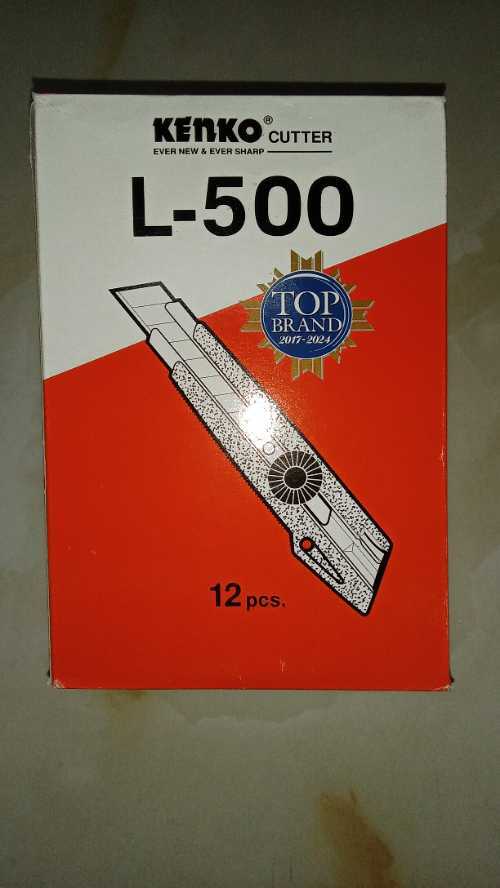 KENKO® CUTTER
EVER NEW & EVER SHARP
L-500
TOP
BRAND
2017-2024
12 pcs.